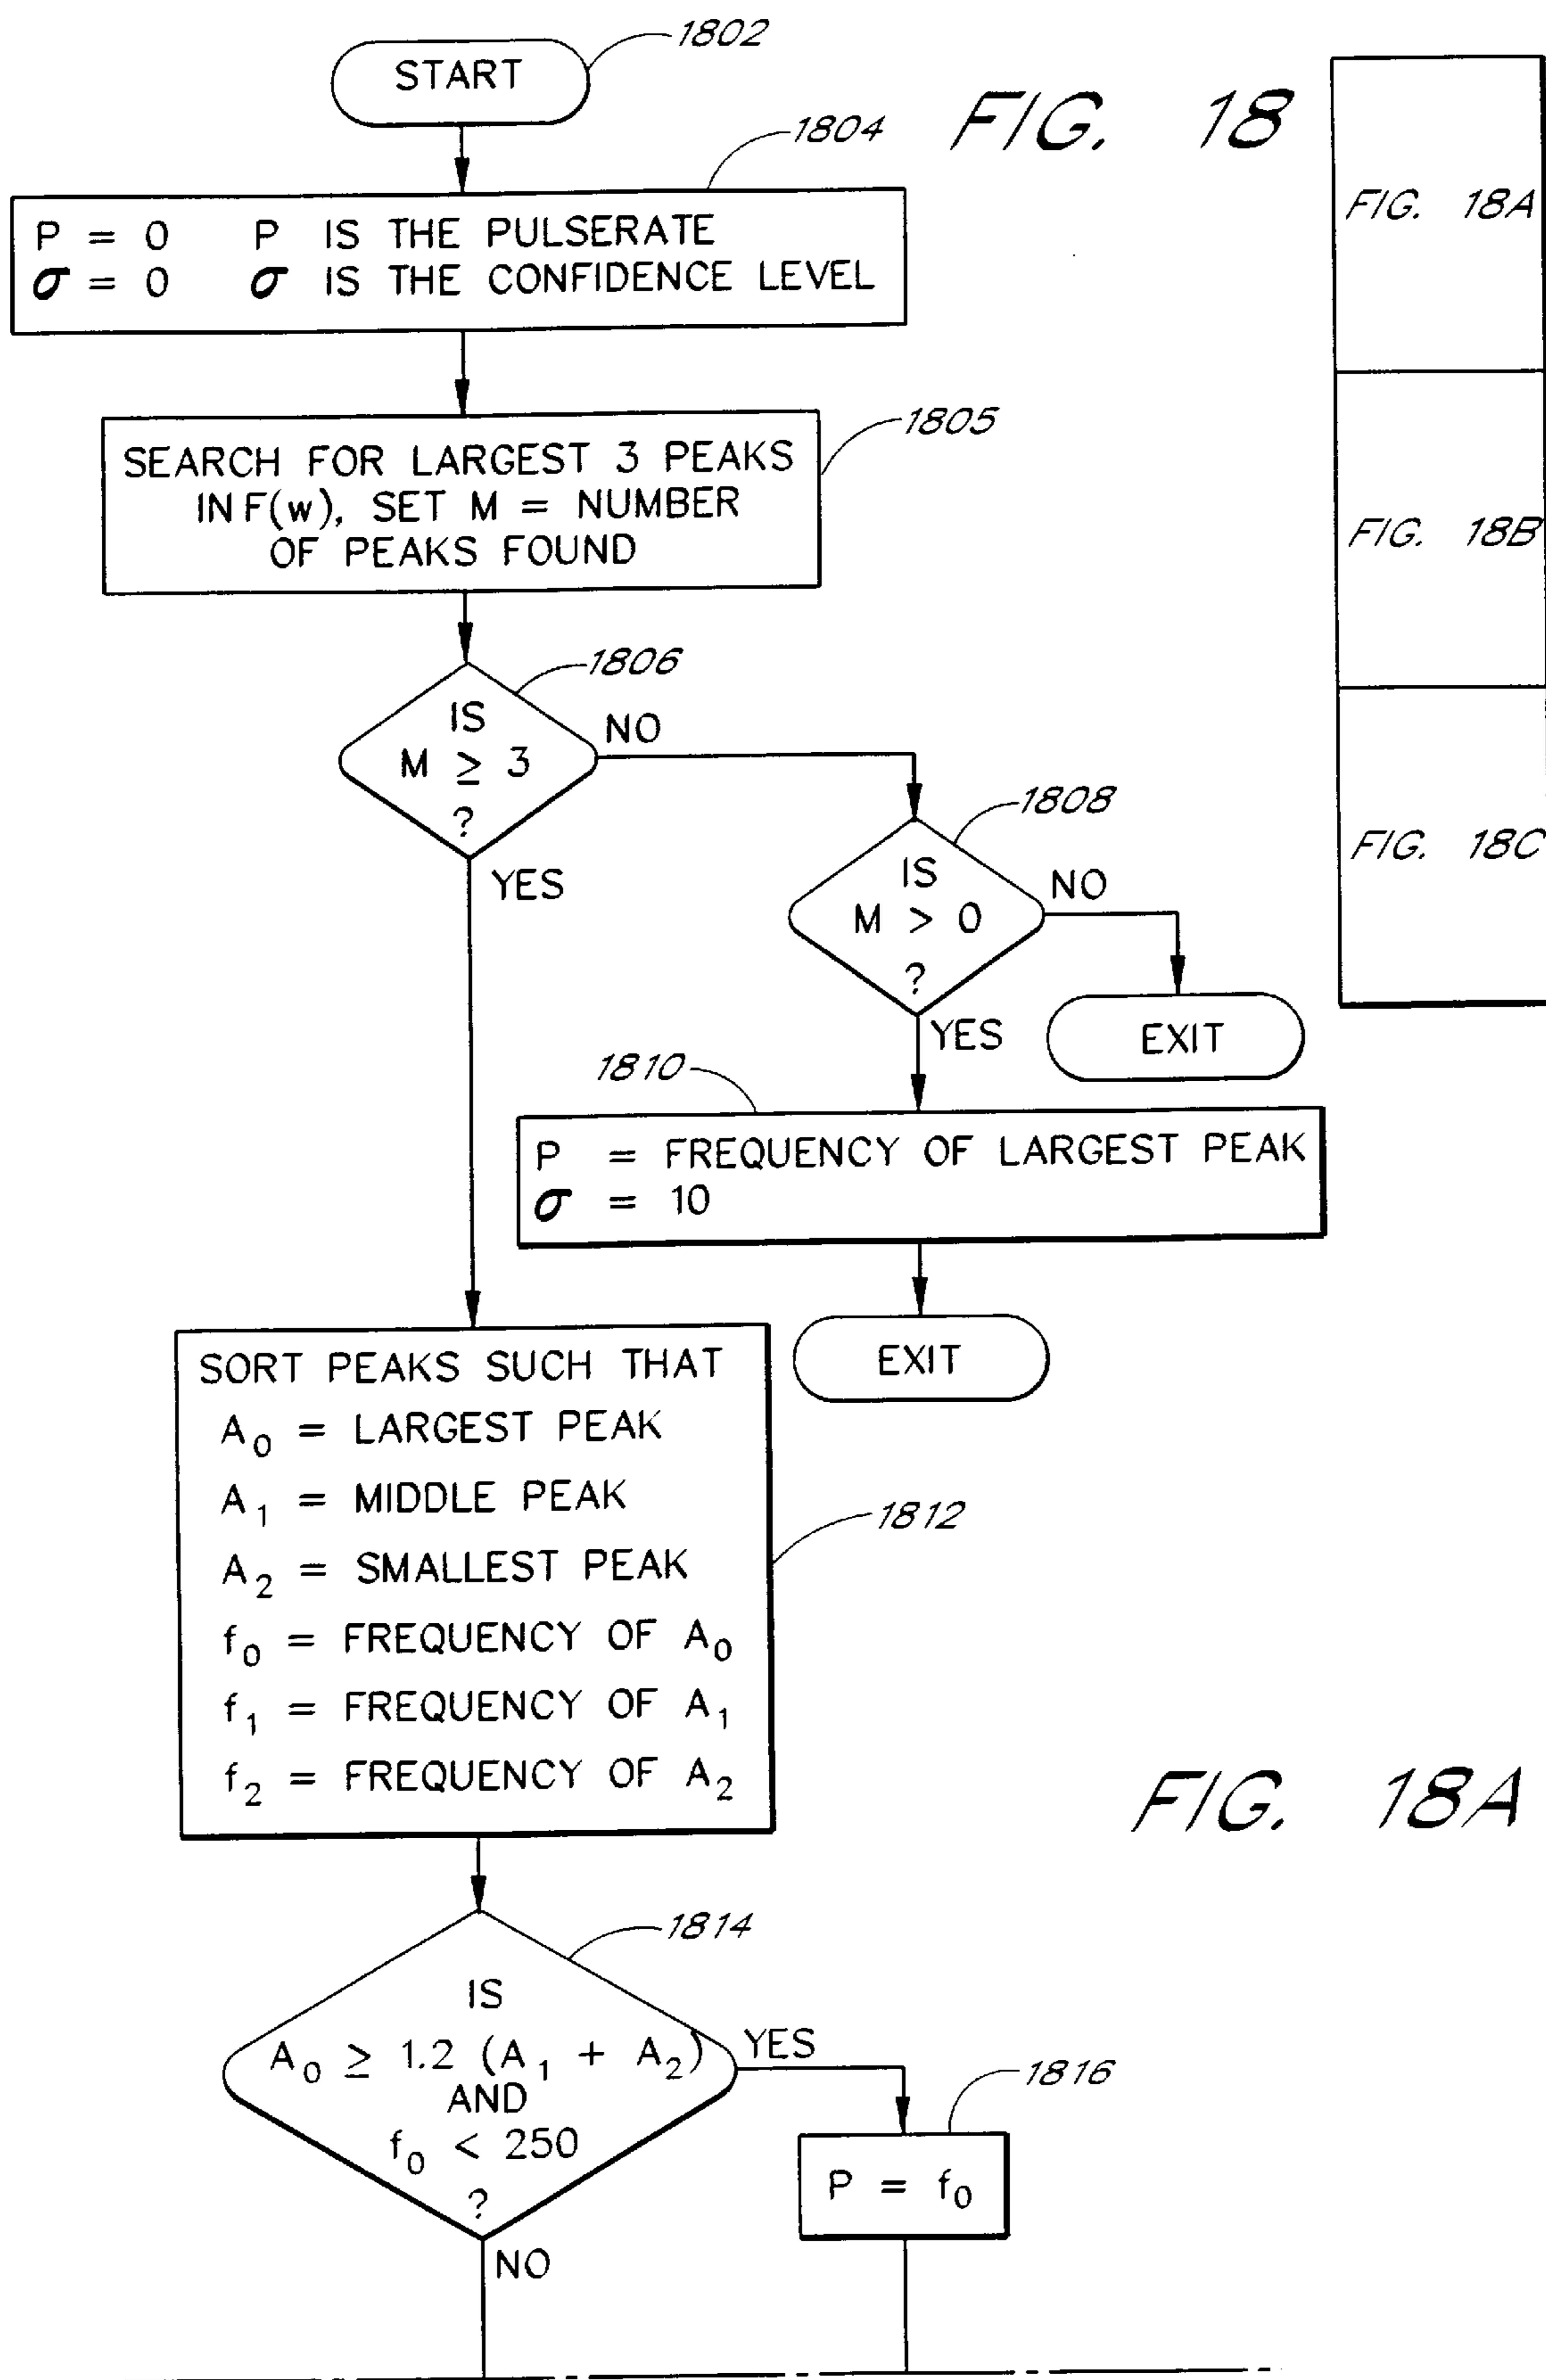 1802
START
FIG. 18
1804
P = 0 P IS THE PULSERATE
σ = 0 σ IS THE CONFIDENCE LEVEL
FIG. 18A
FIG. 18B
FIG. 18C
1805
SEARCH FOR LARGEST 3 PEAKS
IN F(w), SET M = NUMBER
OF PEAKS FOUND
1806
IS
M ≥ 3
?
NO
YES
1808
IS
M > 0
?
NO
EXIT
YES
1810
P = FREQUENCY OF LARGEST PEAK
σ = 10
EXIT
SORT PEAKS SUCH THAT
A₀ = LARGEST PEAK
A₁ = MIDDLE PEAK
A₂ = SMALLEST PEAK
f₀ = FREQUENCY OF A₀
f₁ = FREQUENCY OF A₁
f₂ = FREQUENCY OF A₂
1812
FIG. 18A
1814
IS
A₀ ≥ 1.2 (A₁ + A₂)
AND
f₀ < 250
?
YES
1816
P = f₀
NO